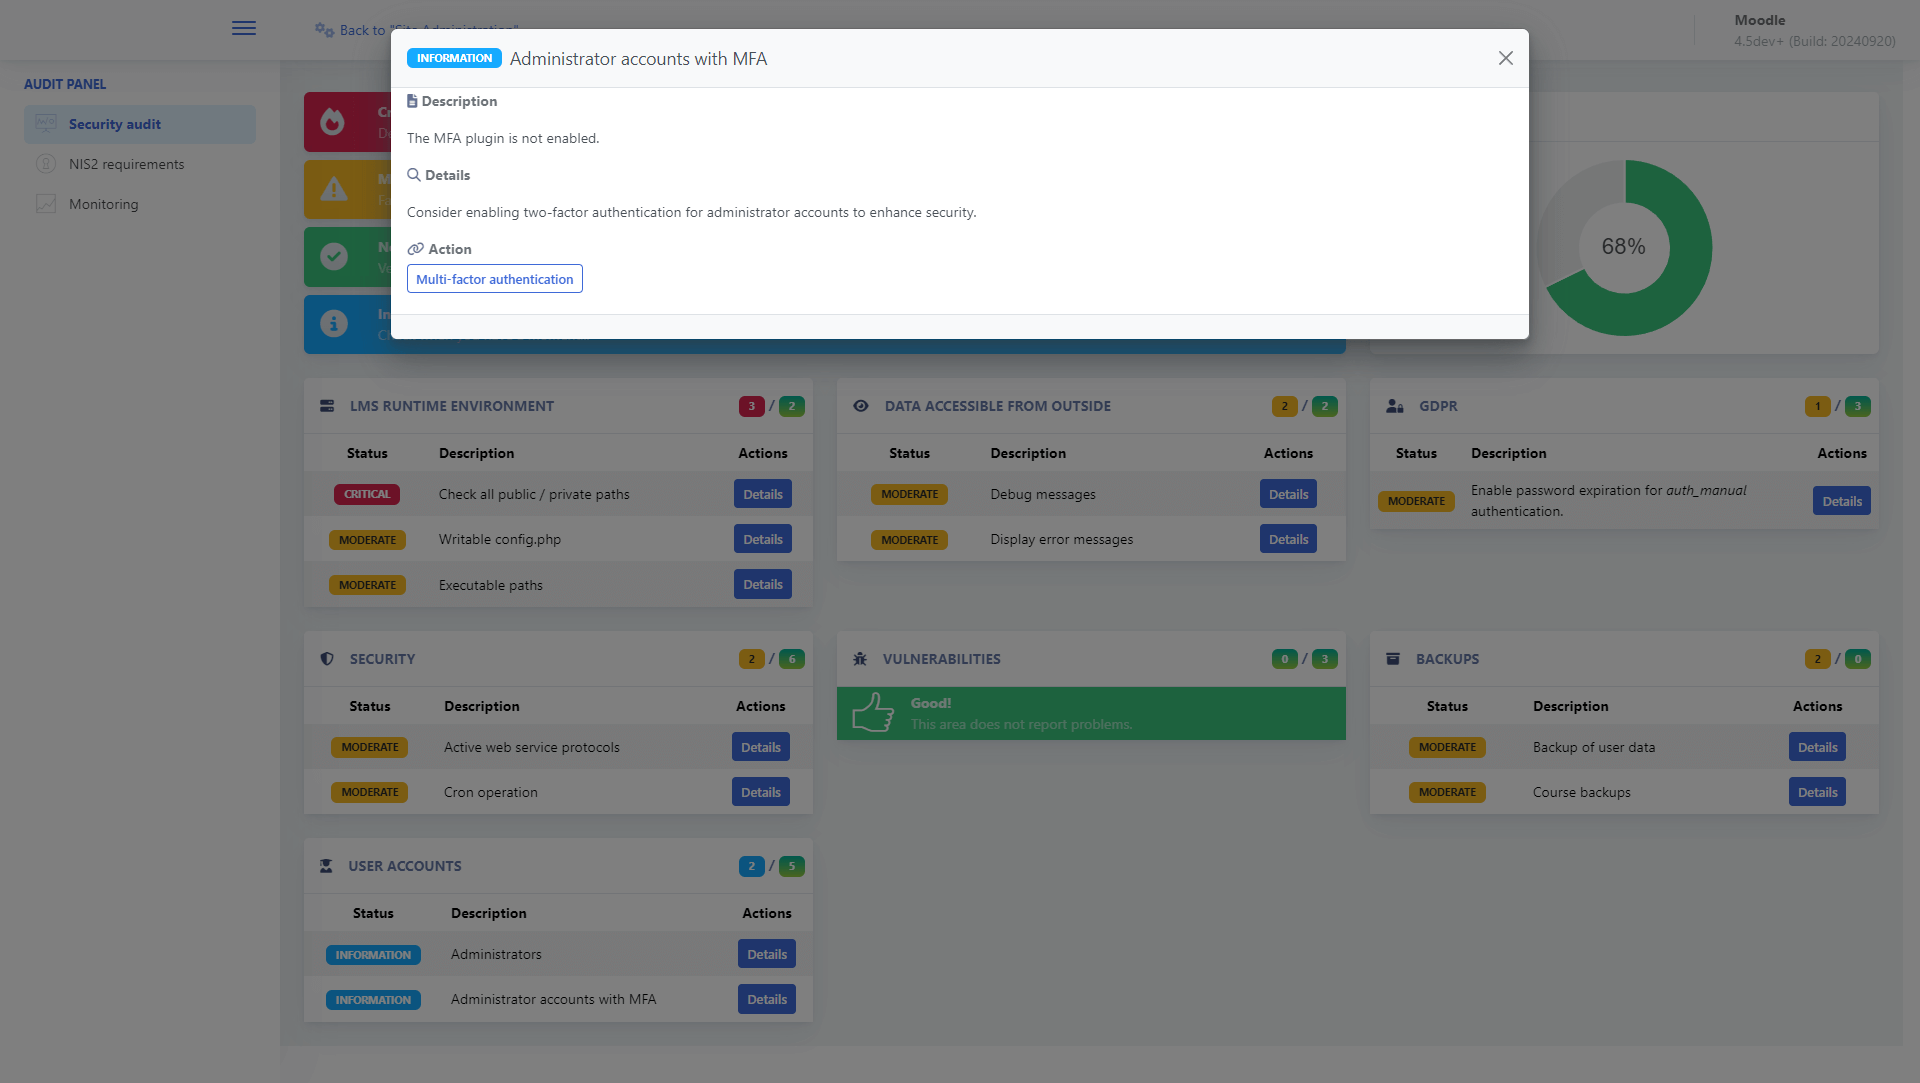 Back to "Site Administration"
Moodle
4.5dev+ (Build: 20240920)
INFORMATION Administrator accounts with MFA
Description
The MFA plugin is not enabled.
Details
Consider enabling two-factor authentication for administrator accounts to enhance security.
Action
Multi-factor authentication
AUDIT PANEL
Security audit
NIS2 requirements
Monitoring
68%
LMS RUNTIME ENVIRONMENT 3 / 2
Status Description Actions
CRITICAL Check all public / private paths Details
MODERATE Writable config.php Details
MODERATE Executable paths Details
DATA ACCESSIBLE FROM OUTSIDE 2 / 2
Status Description Actions
MODERATE Debug messages Details
MODERATE Display error messages Details
GDPR 1 / 3
Status Description Actions
MODERATE Enable password expiration for auth_manual
authentication. Details
SECURITY 2 / 6
Status Description Actions
MODERATE Active web service protocols Details
MODERATE Cron operation Details
VULNERABILITIES 0 / 3
Good!
This area does not report problems.
BACKUPS 2 / 0
Status Description Actions
MODERATE Backup of user data Details
MODERATE Course backups Details
USER ACCOUNTS 2 / 5
Status Description Actions
INFORMATION Administrators Details
INFORMATION Administrator accounts with MFA Details